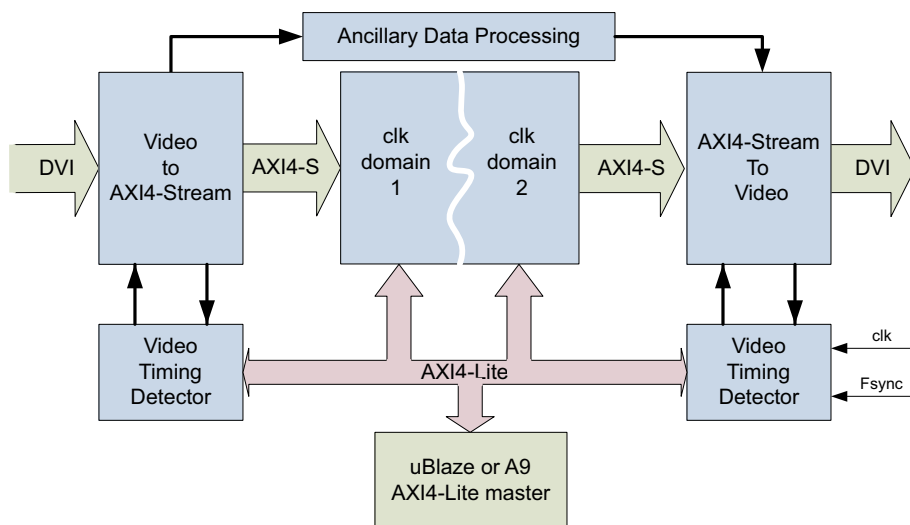 Ancillary Data Processing
DVI
Video
to
AXI4-Stream
AXI4-S
clk
domain
1
clk
domain
2
AXI4-S
AXI4-Stream
To
Video
DVI
Video
Timing
Detector
AXI4-Lite
Video
Timing
Detector
clk
Fsync
uBlaze or A9
AXI4-Lite master